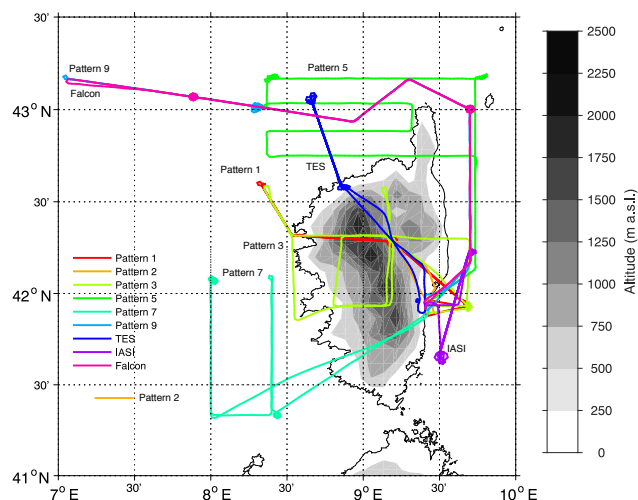 30'
43° N
30'
42° N
30'
41° N
7° E
30'
8° E
30'
9° E
30'
10° E
Pattern 9
Falcon
Pattern 5
TES
Pattern 1
Pattern 3
Pattern 7
IASI
Pattern 1
Pattern 2
Pattern 3
Pattern 5
Pattern 7
Pattern 9
TES
IASI
Falcon
Pattern 2
2500
2250
2000
1750
1500
1250
1000
750
500
250
0
Altitude (m a.s.l.)